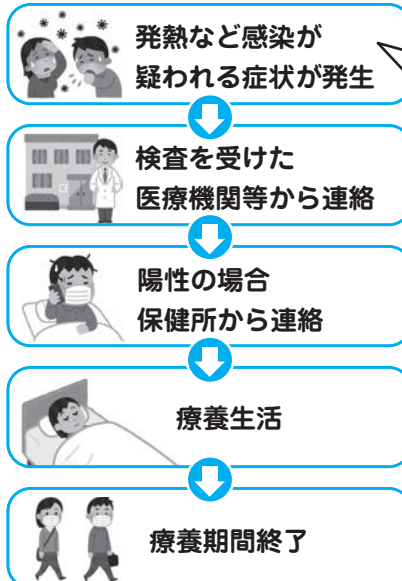 発熱など感染が
疑われる症状が発生
検査を受けた
医療機関等から連絡
陽性の場合
保健所から連絡
療養生活
療養期間終了